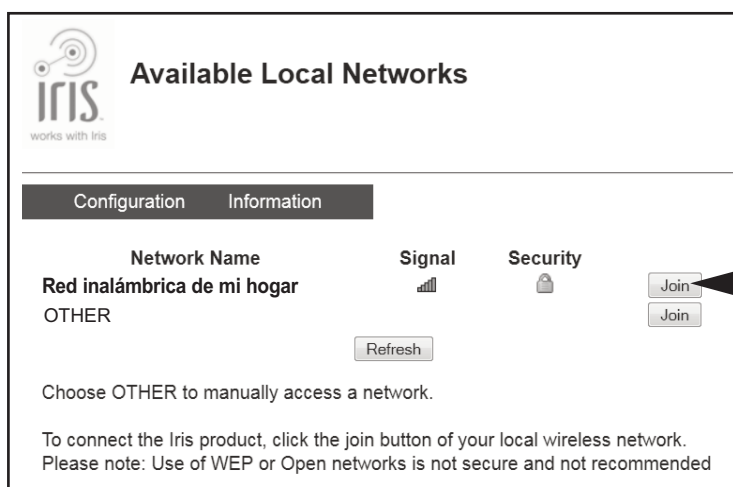 Iris
works with Iris
Available Local Networks
Configuration Information
Network Name Signal Security
Red inalámbrica de mi hogar Join
OTHER Join
Refresh
Choose OTHER to manually access a network.
To connect the Iris product, click the join button of your local wireless network.
Please note: Use of WEP or Open networks is not secure and not recommended